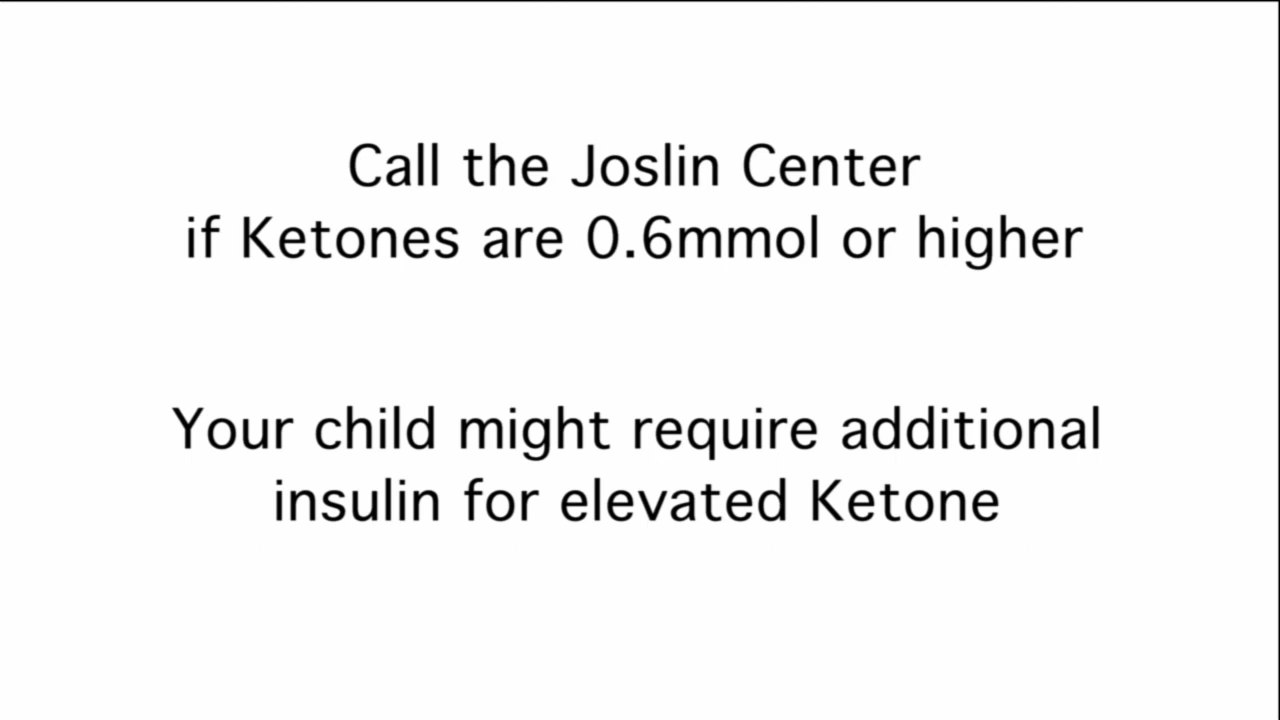 Call the Joslin Center
if Ketones are 0.6mmol or higher
Your child might require additional
insulin for elevated Ketone